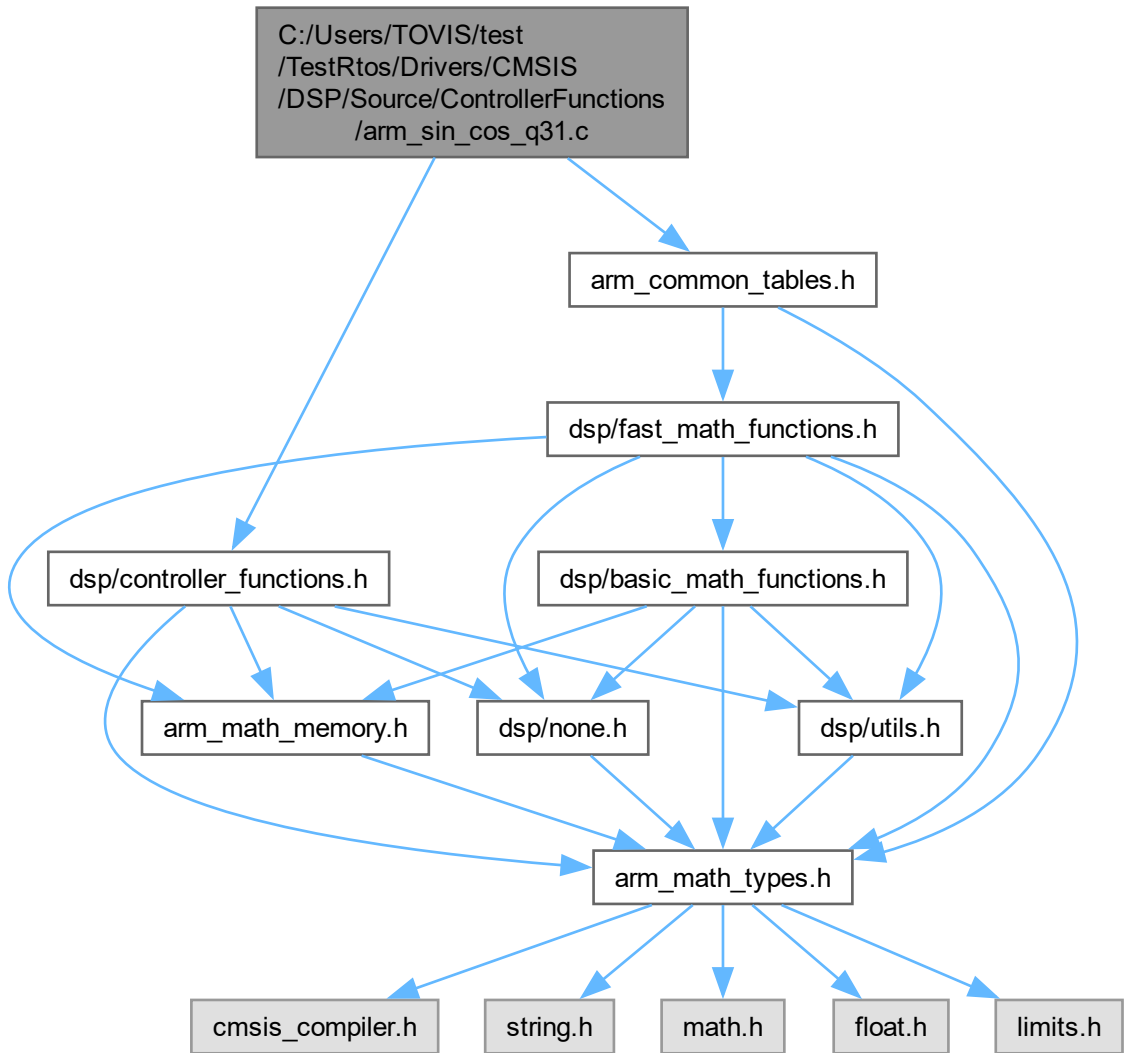 C:/Users/TOVIS/test
/TestRtos/Drivers/CMSIS
/DSP/Source/ControllerFunctions
/arm_sin_cos_q31.c
arm_common_tables.h
dsp/fast_math_functions.h
dsp/controller_functions.h
dsp/basic_math_functions.h
arm_math_memory.h
dsp/none.h
dsp/utils.h
arm_math_types.h
cmsis_compiler.h
string.h
math.h
float.h
limits.h